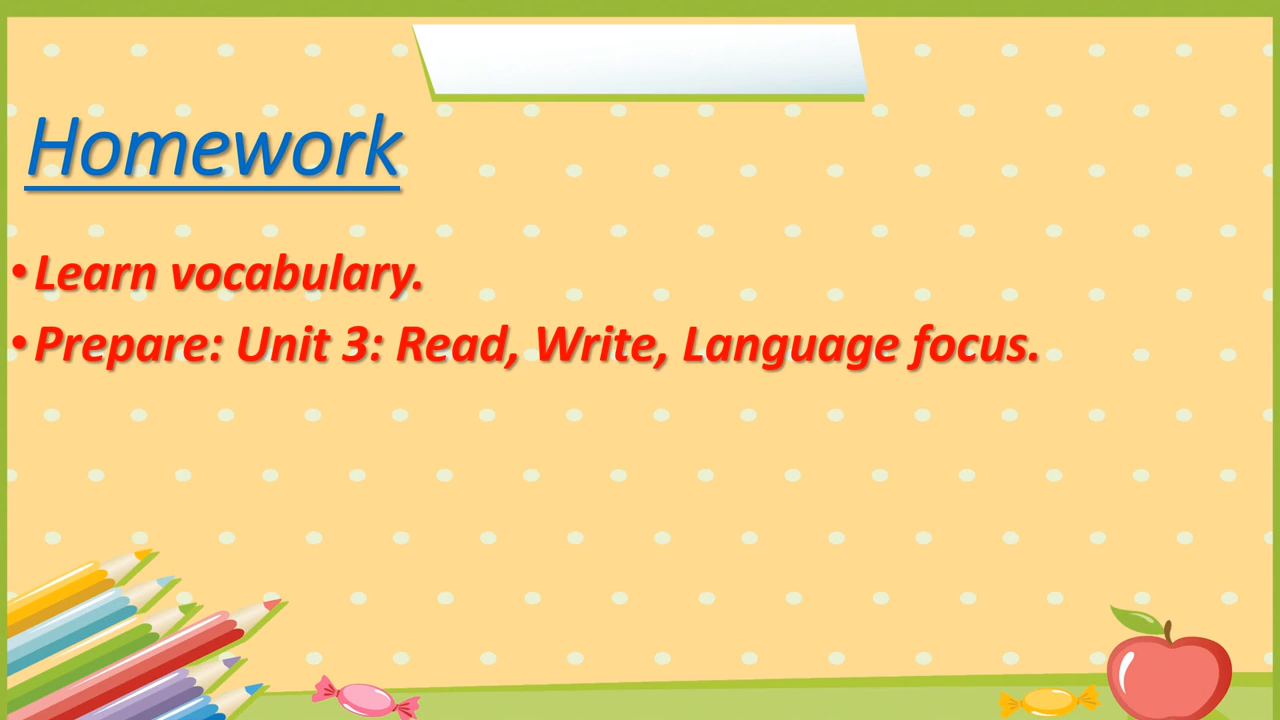 Homework
• Learn vocabulary.
• Prepare: Unit 3: Read, Write, Language focus.